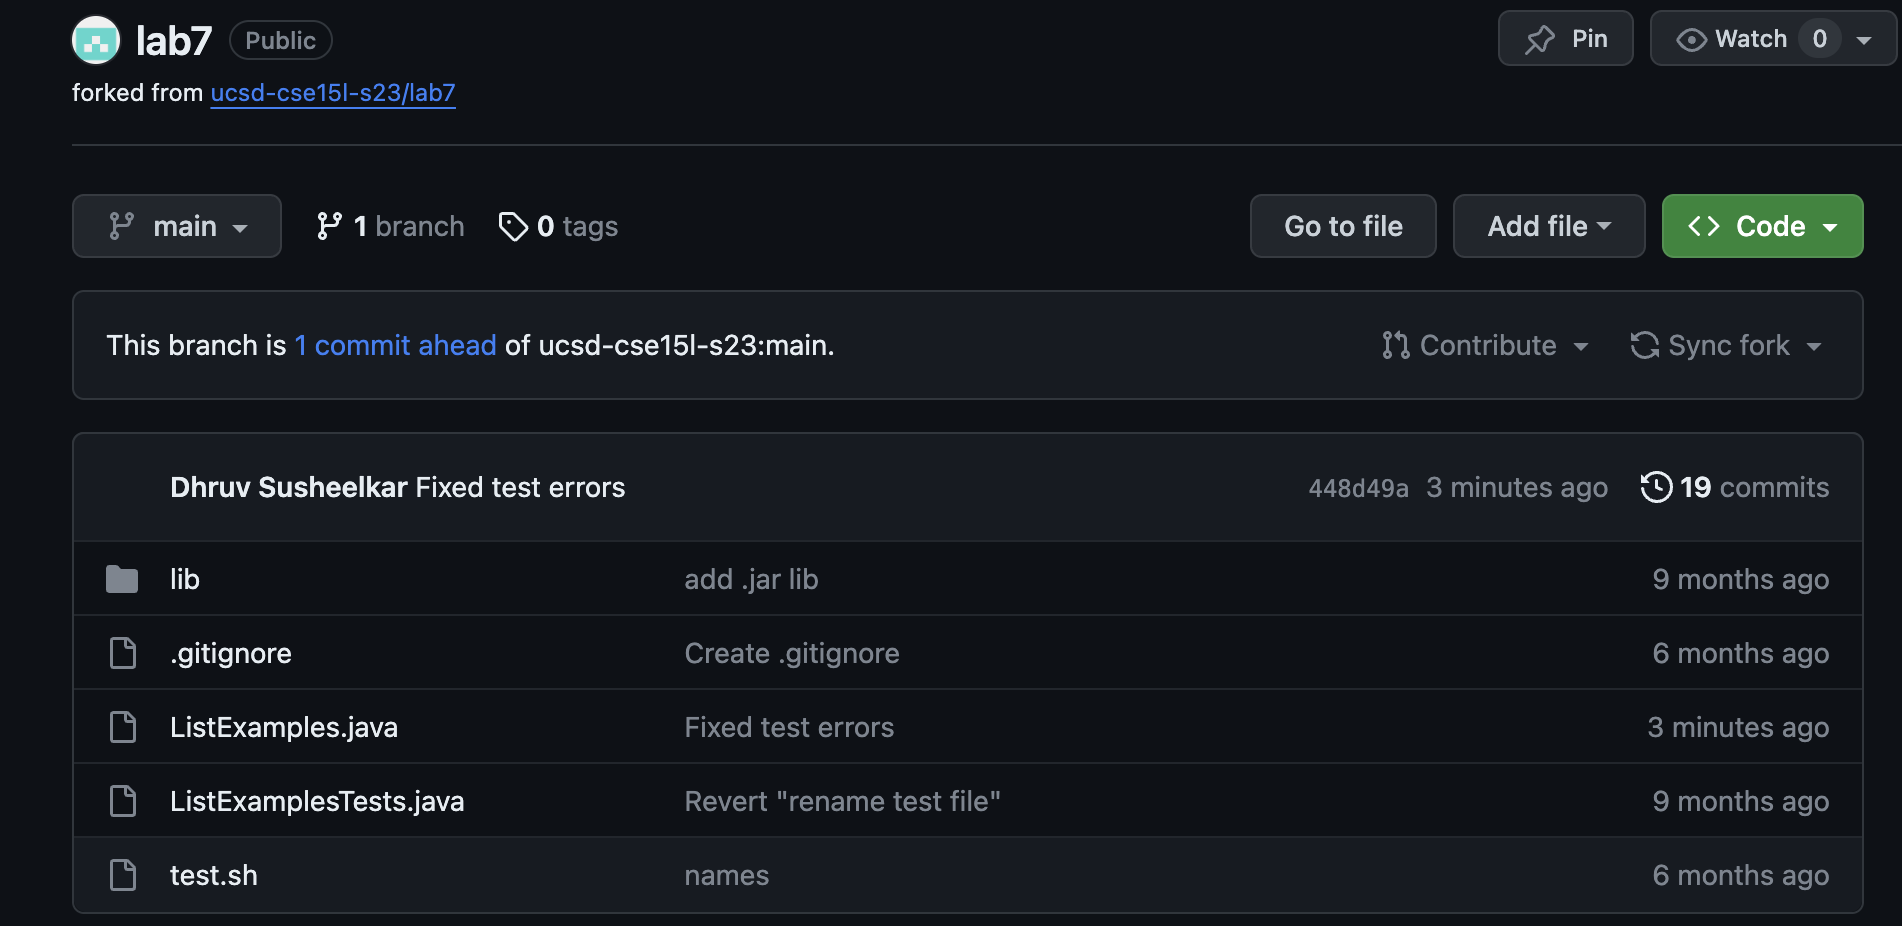 lab7 Public Pin Watch 0
forked from ucsd-cse15l-s23/lab7
main 1 branch 0 tags Go to file Add file <> Code
This branch is 1 commit ahead of ucsd-cse15l-s23:main. Contribute Sync fork
Dhruv Susheelkar Fixed test errors 448d49a 3 minutes ago 19 commits
lib add .jar lib 9 months ago
.gitignore Create .gitignore 6 months ago
ListExamples.java Fixed test errors 3 minutes ago
ListExamplesTests.java Revert "rename test file" 9 months ago
test.sh names 6 months ago